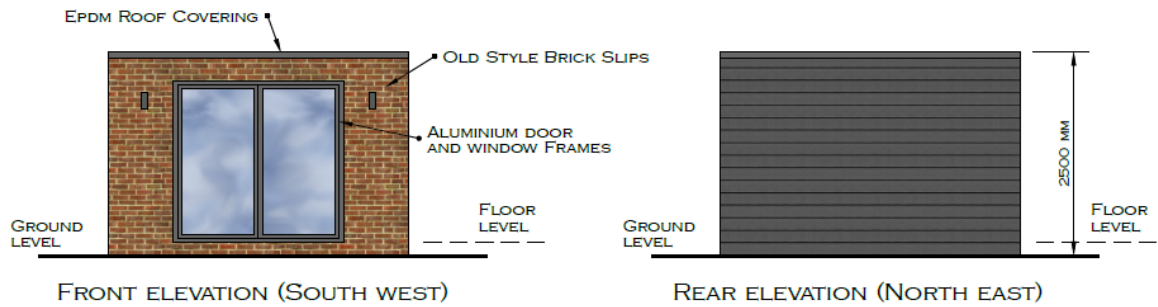 EPDM ROOF COVERING
OLD STYLE BRICK SLIPS
ALUMINIUM DOOR
AND WINDOW FRAMES
GROUND
LEVEL
FLOOR
LEVEL
FRONT ELEVATION (SOUTH WEST)
2500 MM
GROUND
LEVEL
FLOOR
LEVEL
REAR ELEVATION (NORTH EAST)